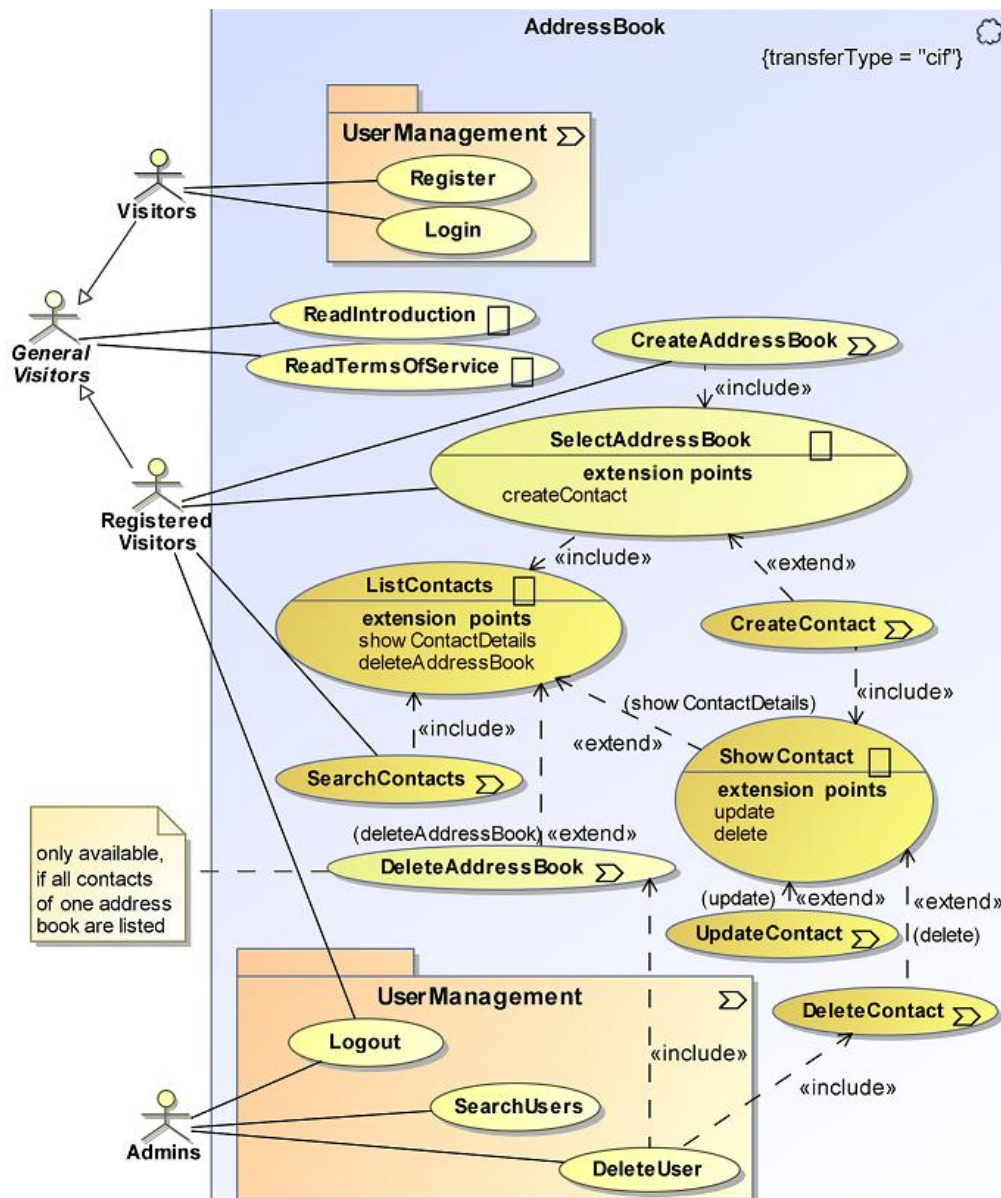 AddressBook
{transferType = "cif"}
UserManagement
Register
Login
Visitors
ReadIntroduction
General
Visitors
ReadTermsOfService
CreateAddressBook
«include»
SelectAddressBook
extension points
createContact
Registered
Visitors
«include»
«extend»
ListContacts
extension points
show ContactDetails
deleteAddressBook
CreateContact
«include»
(show ContactDetails)
«extend»
«include»
SearchContacts
ShowContact
extension points
update
delete
only available,
if all contacts
of one address
book are listed
(deleteAddressBook) «extend»
DeleteAddressBook
(update) «extend»
UpdateContact
«extend»
(delete)
UserManagement
DeleteContact
Logout
«include»
«include»
SearchUsers
Admins
DeleteUser